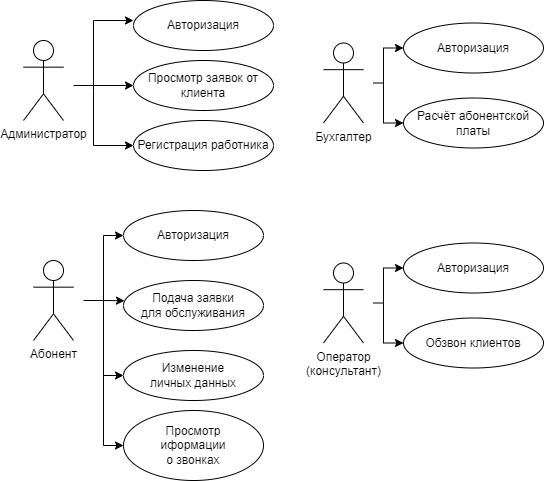 Авторизация
Просмотр заявок от
клиента
Администратор
Регистрация работника
Авторизация
Расчёт абонентской
платы
Бухгалтер
Авторизация
Подача заявки
для обслуживания
Абонент
Изменение
личных данных
Просмотр
иформации
о звонках
Авторизация
Обзвон клиентов
Оператор
(консультант)